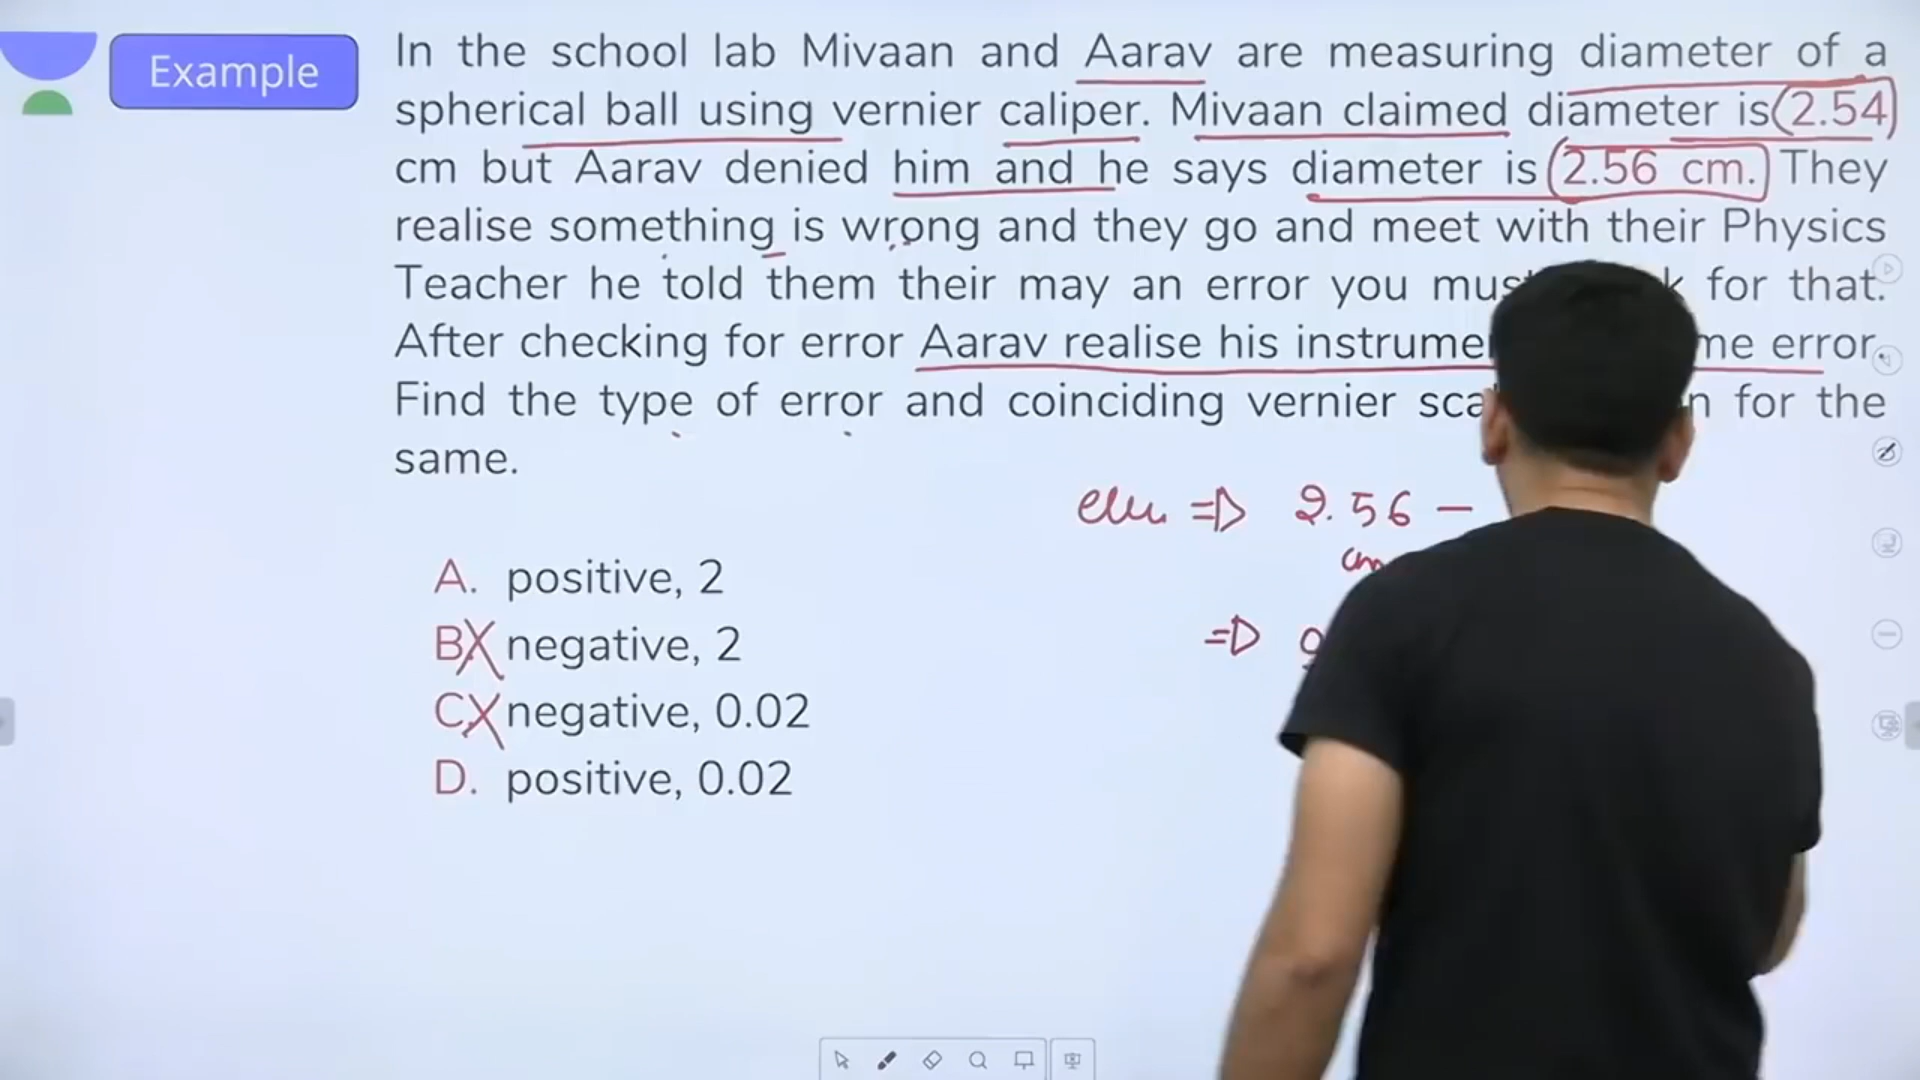 Example
In the school lab Mivaan and Aarav are measuring diameter of a
spherical ball using vernier caliper. Mivaan claimed diameter is 2.54
cm but Aarav denied him and he says diameter is 2.56 cm. They
realise something is wrong and they go and meet with their Physics
Teacher he told them their may an error you for that.
After checking for error Aarav realise his error.
Find the type of error and coinciding vernier for the
same.
⇒ 2.56 –
cm
⇒ 0
A. positive, 2
B. negative, 2
C. negative, 0.02
D. positive, 0.02